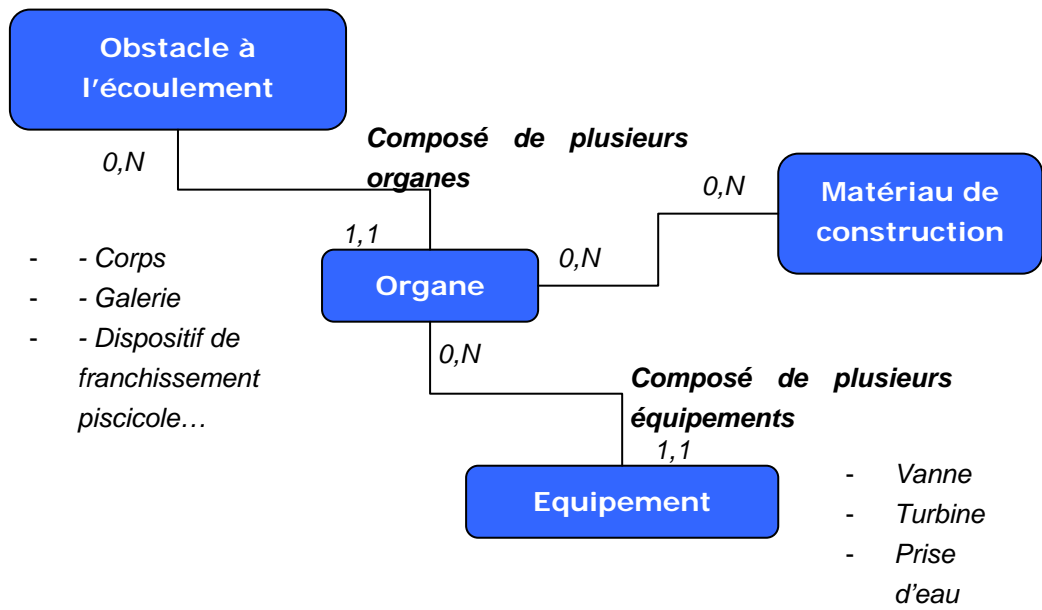 Obstacle à
l'écoulement
0,N
Composé de plusieurs
organes
0,N
Matériau de
construction
1,1
0,N
Organe
- - Corps
- - Galerie
- - Dispositif de
franchissement
piscicole…
0,N
Composé de plusieurs
équipements
1,1
Equipement
- Vanne
- Turbine
- Prise
d'eau